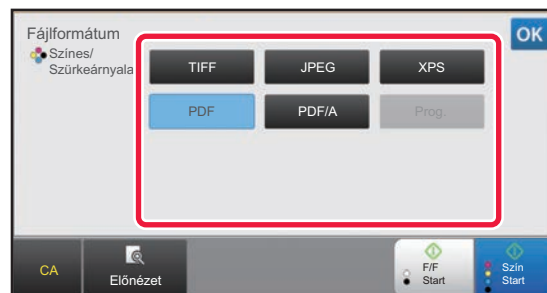 Fájlformátum
OK
Színes/
Szürkeárnyala
TIFF
JPEG
XPS
PDF
PDF/A
Prog.
CA
Előnézet
F/F
Start
Szín
Start